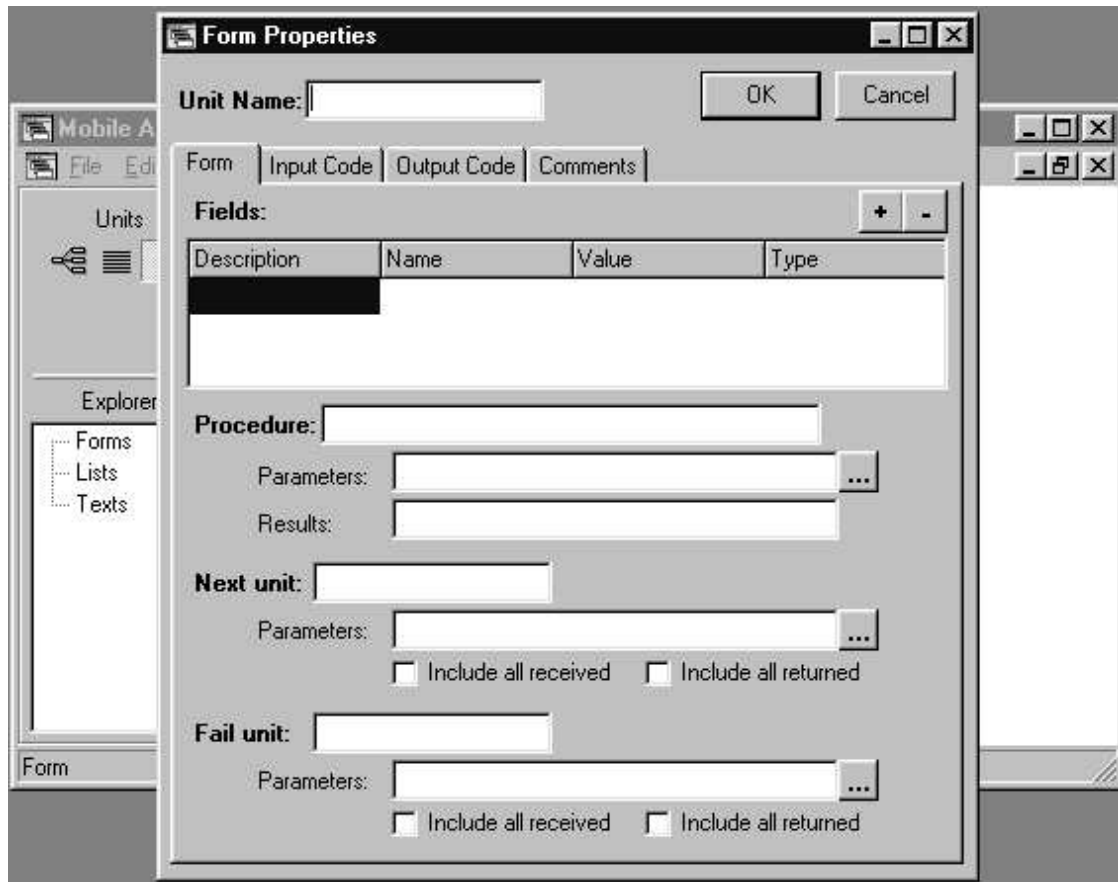 Form Properties
Unit Name:
OK
Cancel
Mobile A
File Edi
Units
Explorer
Forms
Lists
Texts
Form
Form Input Code Output Code Comments
Fields:
+ -
Description Name Value Type
Procedure:
Parameters: ...
Results:
Next unit:
Parameters: ...
Include all received Include all returned
Fail unit:
Parameters: ...
Include all received Include all returned